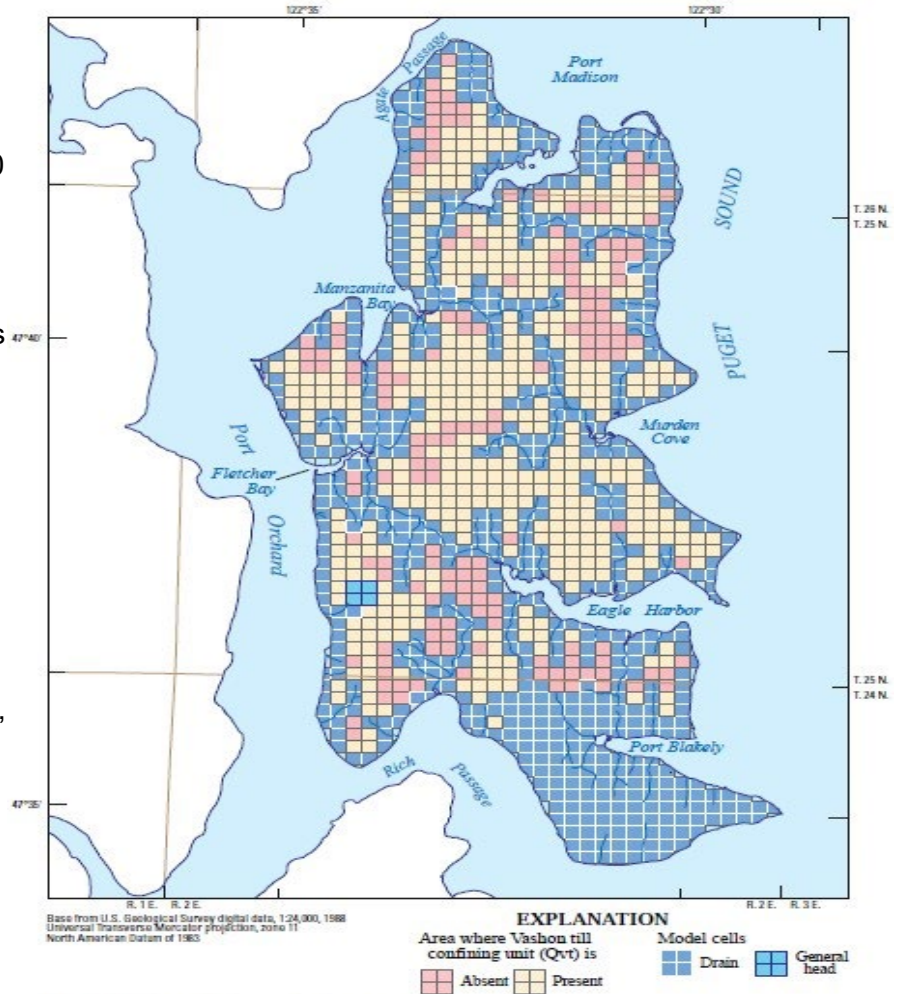 122°35'
122°30'
Agate Passage
Port
Madison
SOUND
T. 26 N.
T. 25 N.
Manzanita
Bay
47°40'
PUGET
Murden
Cove
Port
Fletcher
Bay
Orchard
Eagle Harbor
T. 25 N.
T. 24 N.
Port Blakely
Rich Passage
47°35'
R. 1 E. R. 2 E.
R. 2 E. R. 3 E.
Base from U.S. Geological Survey digital data, 1:24,000, 1988
Universal Transverse Mercator projection, zone 11
North American Datum of 1983
EXPLANATION
Area where Vashon till
confining unit (Qvt) is
Absent
Present
Model cells
Drain
General
head